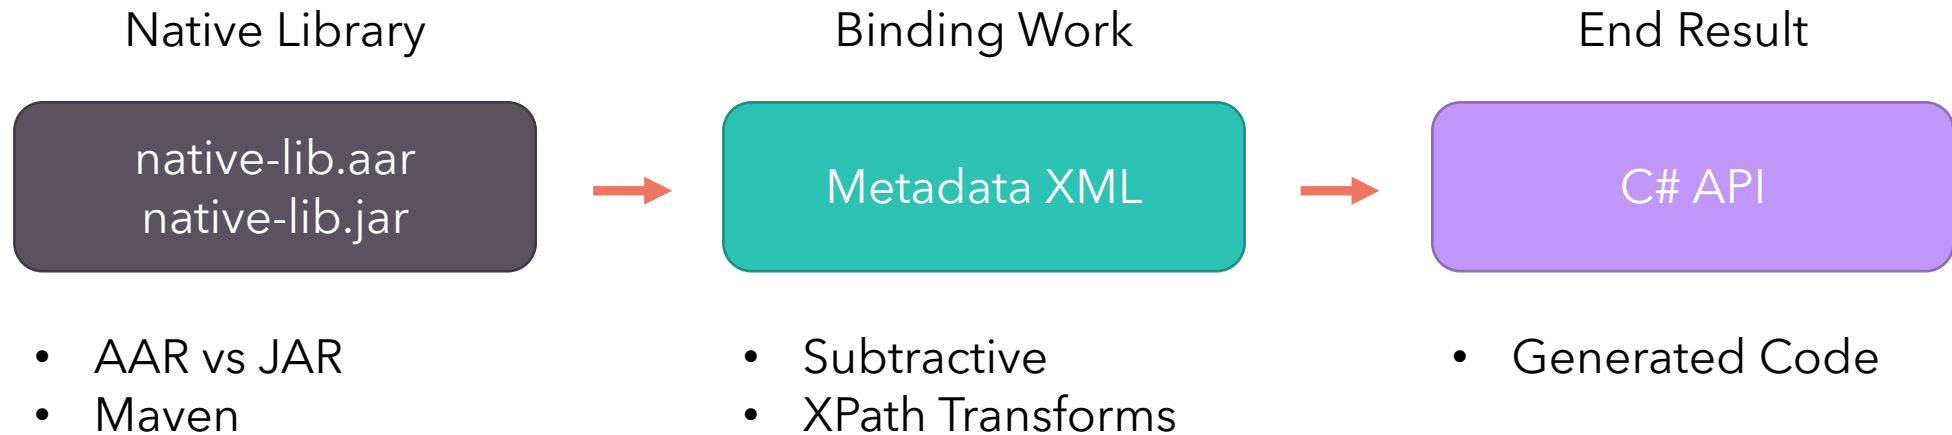 Native Library
native-lib.aar
native-lib.jar
• AAR vs JAR
• Maven
Binding Work
Metadata XML
• Subtractive
• XPath Transforms
End Result
C# API
• Generated Code